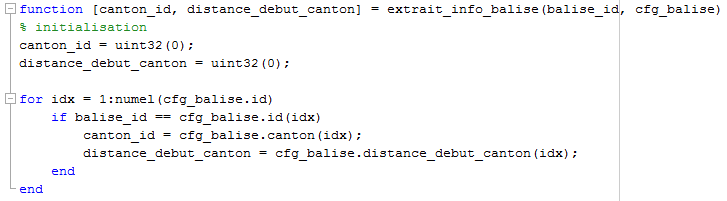 function [canton_id, distance_debut_canton] = extrait_info_balise(balise_id, cfg_balise)
% initialisation
canton_id = uint32(0);
distance_debut_canton = uint32(0);

for idx = 1:numel(cfg_balise.id)
    if balise_id == cfg_balise.id(idx)
        canton_id = cfg_balise.canton(idx);
        distance_debut_canton = cfg_balise.distance_debut_canton(idx);
    end
end